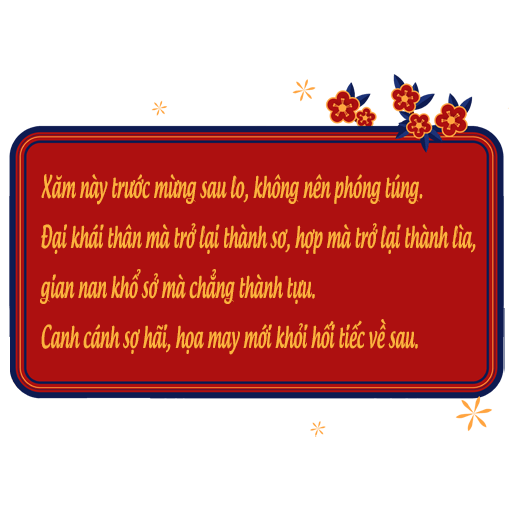 Xăm này trước mừng sau lo, không nên phóng túng.
Đại khái thân mà trở lại thành sơ, hợp mà trở lại thành lìa,
gian nan khổ sở mà chẳng thành tựu.
Canh cánh sợ hãi, họa may mới khỏi hối tiếc về sau.